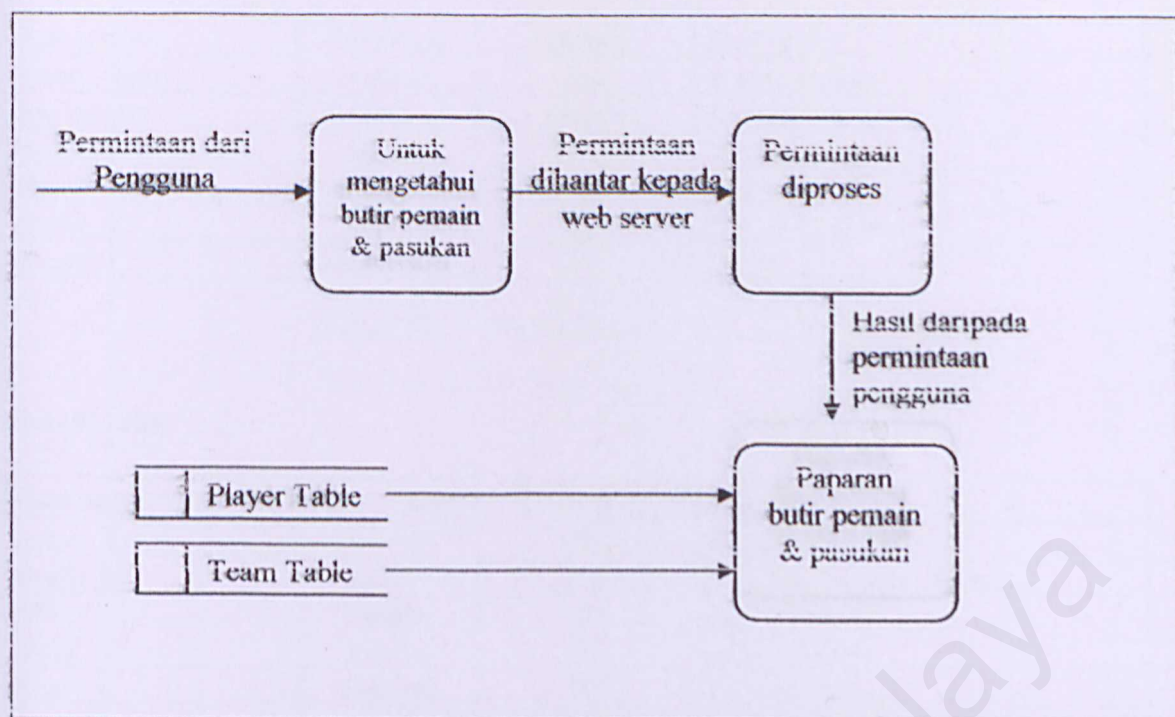 Permintaan dari
Pengguna
Untuk
mengetahui
butir pemain
& pasukan
Permintaan
dihantar kepada
web server
Permintaan
diproses
Hasil daripada
permintaan
pengguna
Player Table
Team Table
Paparan
butir pemain
& pasukan
laya